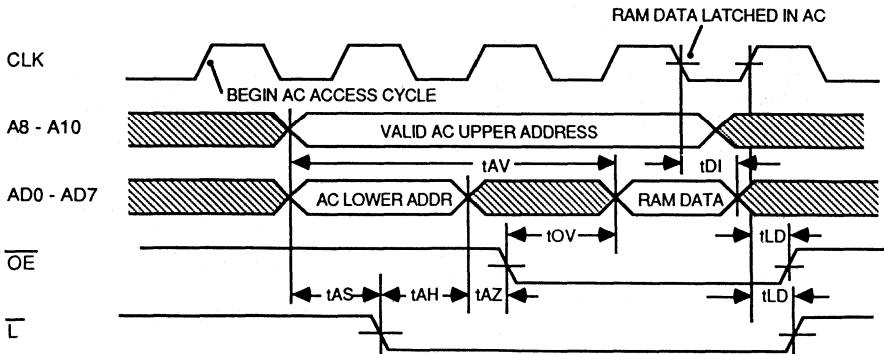 RAM DATA LATCHED IN AC
CLK
BEGIN AC ACCESS CYCLE
A8 - A10
VALID AC UPPER ADDRESS
tAV
tDI
AD0 - AD7
AC LOWER ADDR
RAM DATA
tOV
tLD
OE
tAS
tAH
tAZ
tLD
L